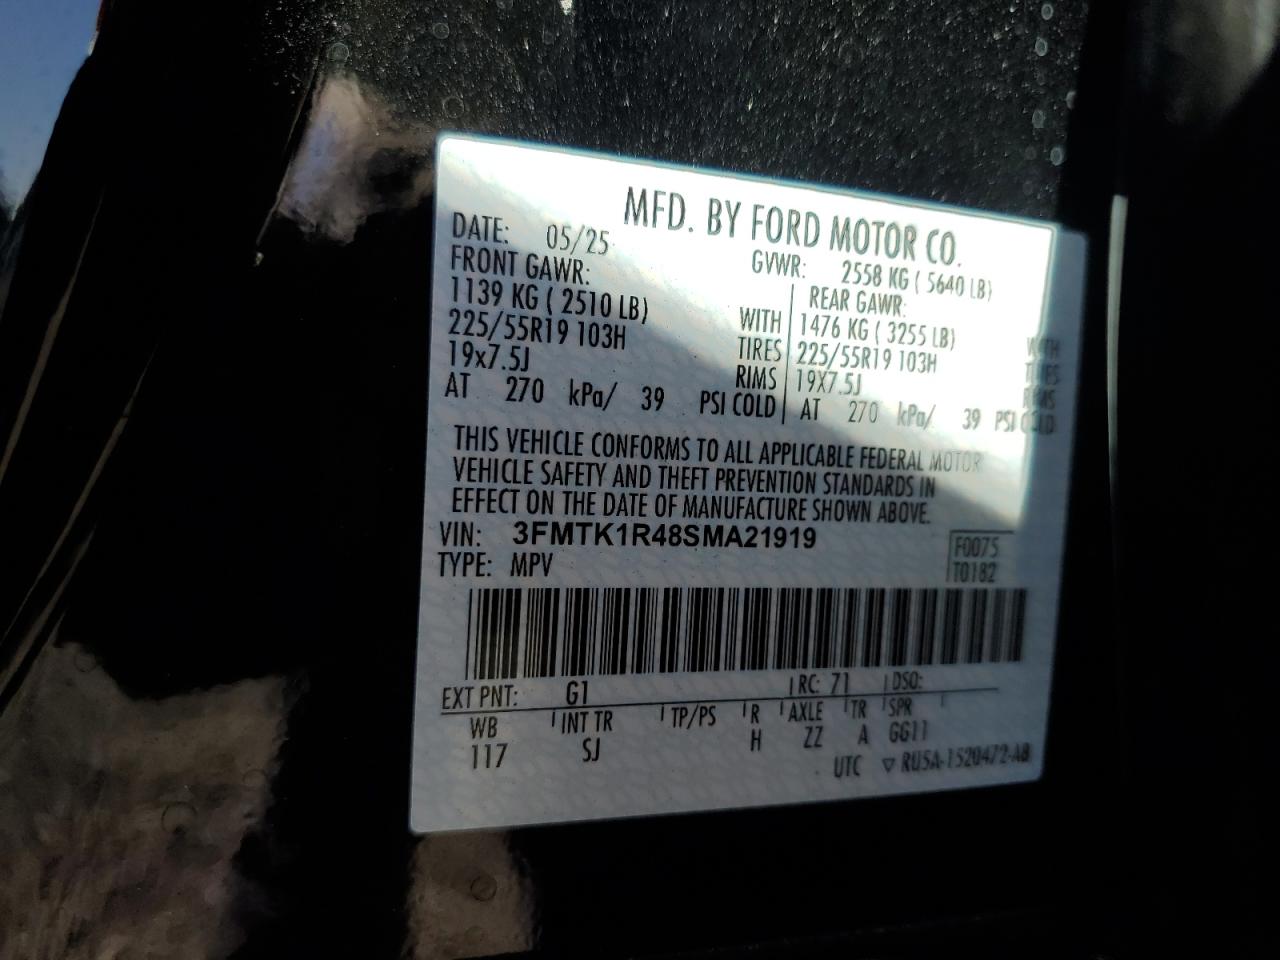 MFD. BY FORD MOTOR CO.
DATE: 05/25 GVWR: 2558 KG ( 5640 LB)
FRONT GAWR: REAR GAWR:
1139 KG ( 2510 LB) WITH 1476 KG ( 3255 LB) WITH
225/55R19 103H TIRES 225/55R19 103H TIRES
19x7.5J RIMS 19X7.5J RIMS
AT 270 kPa/ 39 PSI COLD AT 270 kPa/ 39 PSI COLD
THIS VEHICLE CONFORMS TO ALL APPLICABLE FEDERAL MOTOR
VEHICLE SAFETY AND THEFT PREVENTION STANDARDS IN
EFFECT ON THE DATE OF MANUFACTURE SHOWN ABOVE.
VIN: 3FMTK1R48SMA21919 F0075
TYPE: MPV T0182
EXT PNT: G1 RC: 71 DSO:
WB INT TR TP/PS R AXLE TR SPR
117 SJ H ZZ A GG11
UTC ▽ RU5A-1520472-AB